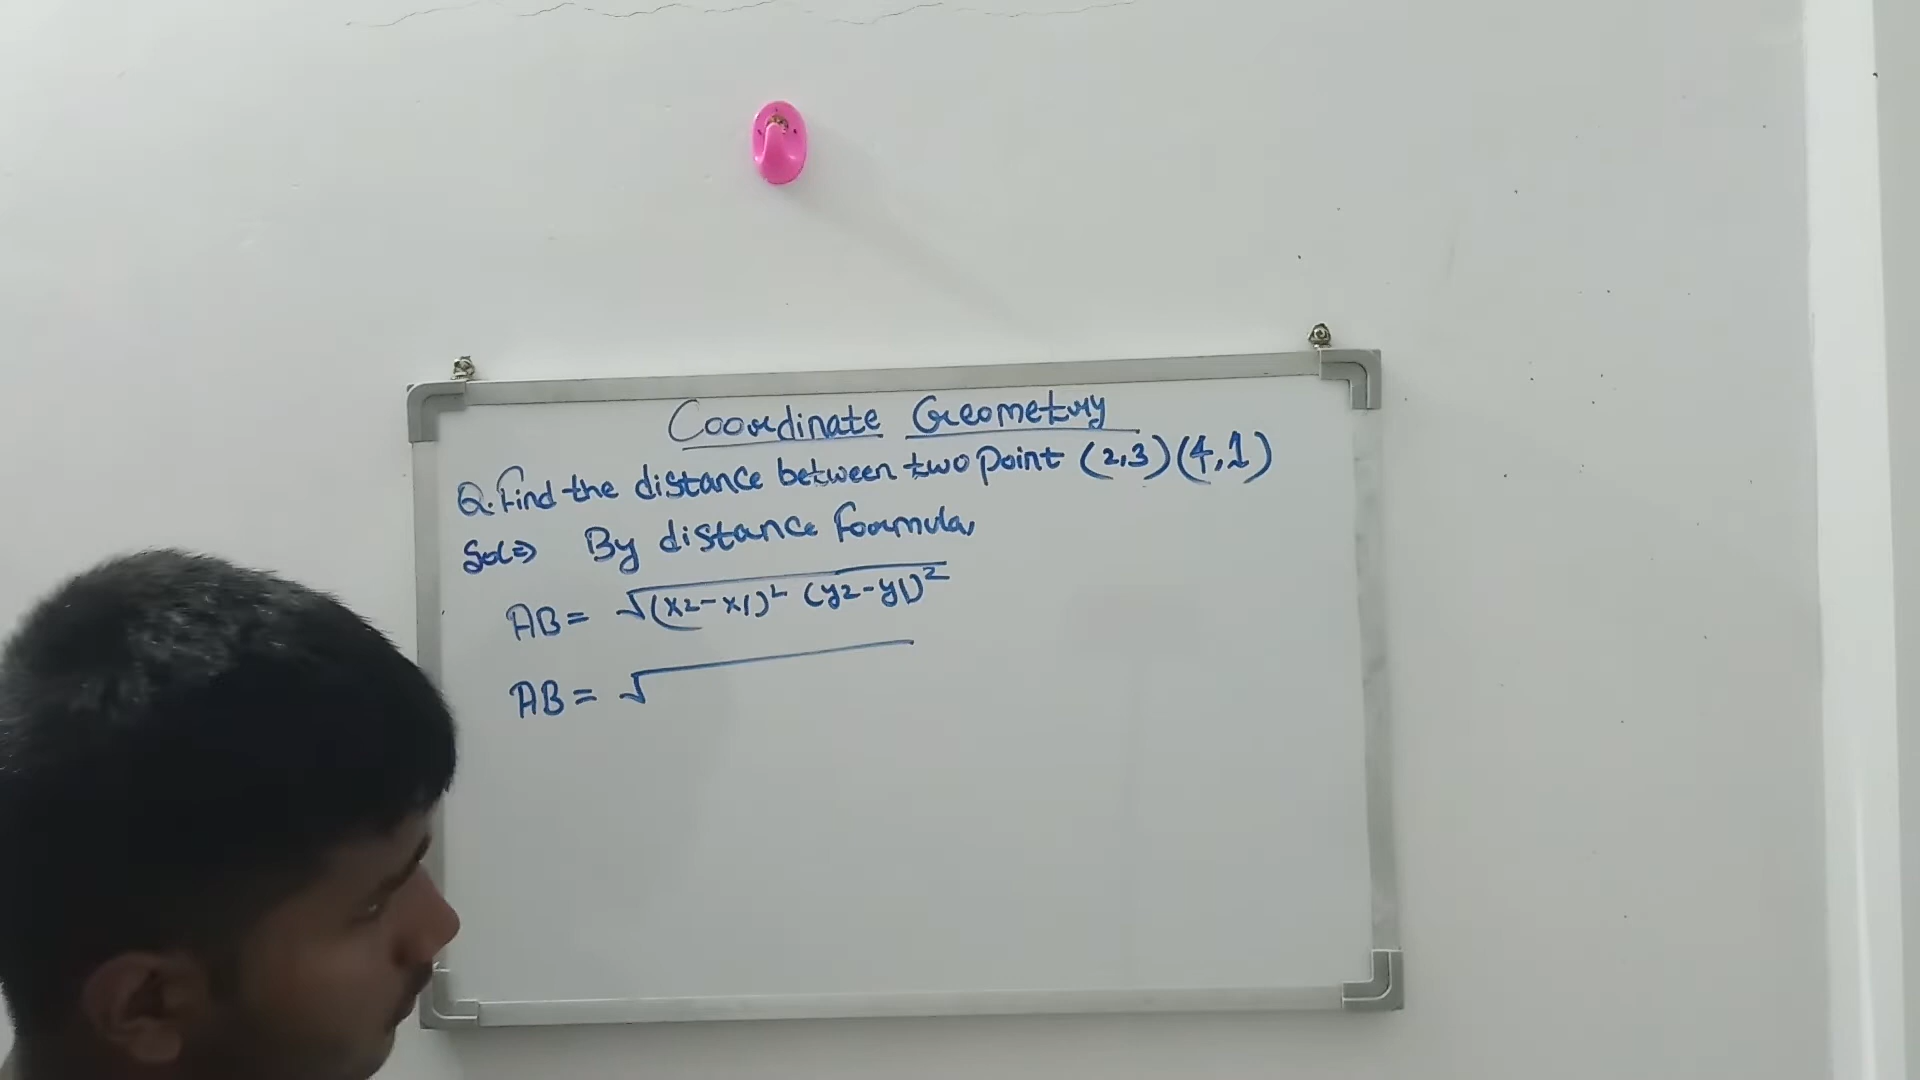 Coordinate Geometry
Q. Find the distance between two point (2,3) (4,1)
Sol⇒ By distance formula,
AB = √(x2-x1)² (y2-y1)²
AB = √